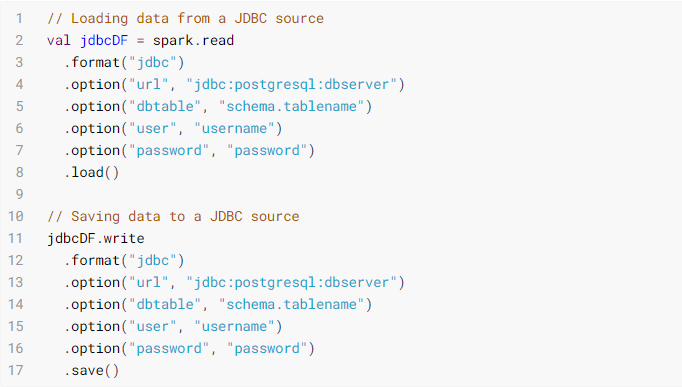 1 // Loading data from a JDBC source
2 val jdbcDF = spark.read
3   .format("jdbc")
4   .option("url", "jdbc:postgresql:dbserver")
5   .option("dbtable", "schema.tablename")
6   .option("user", "username")
7   .option("password", "password")
8   .load()
9
10 // Saving data to a JDBC source
11 jdbcDF.write
12   .format("jdbc")
13   .option("url", "jdbc:postgresql:dbserver")
14   .option("dbtable", "schema.tablename")
15   .option("user", "username")
16   .option("password", "password")
17   .save()